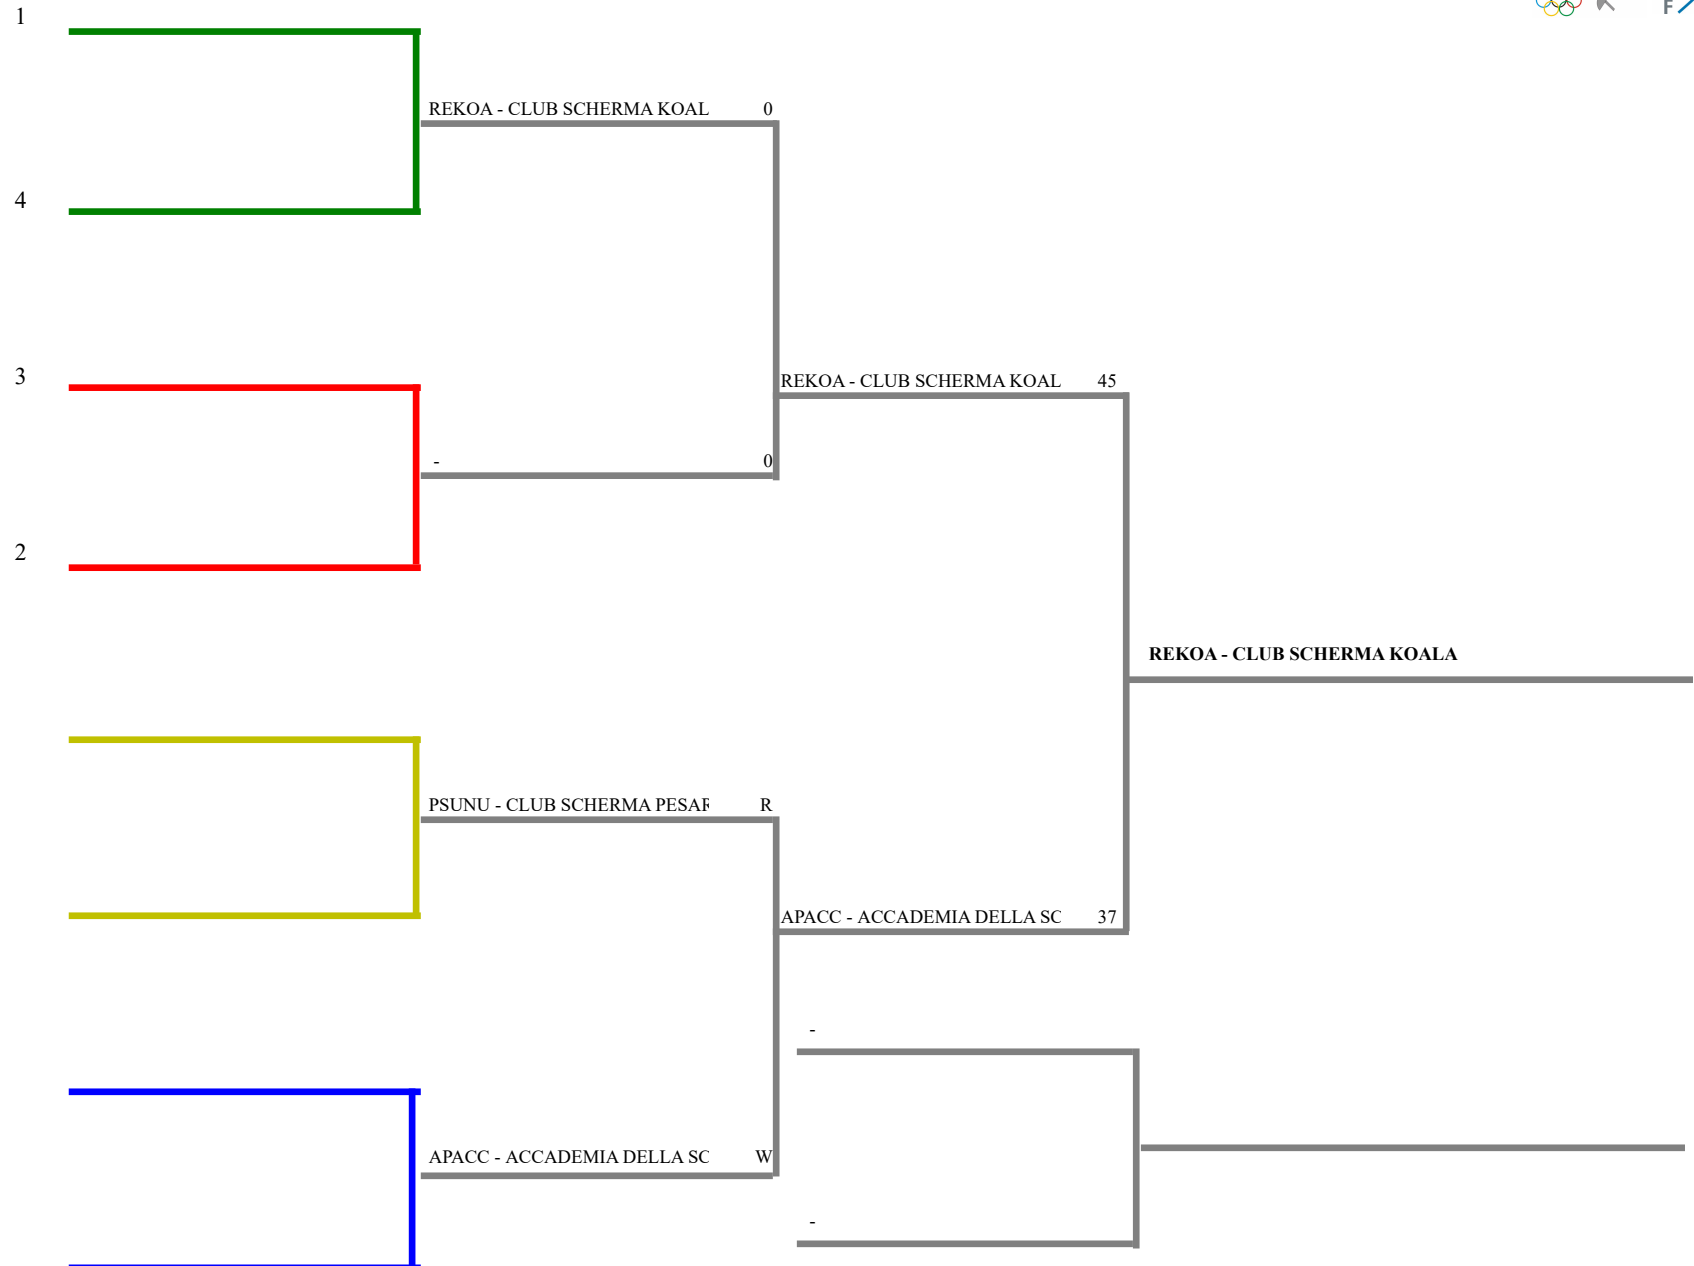 1
F
REKOA - CLUB SCHERMA KOAL 0
4
3
REKOA - CLUB SCHERMA KOAL 45
- 0
2
REKOA - CLUB SCHERMA KOALA
PSUNU - CLUB SCHERMA PESAR R
APACC - ACCADEMIA DELLA SC 37
-
APACC - ACCADEMIA DELLA SC W
-